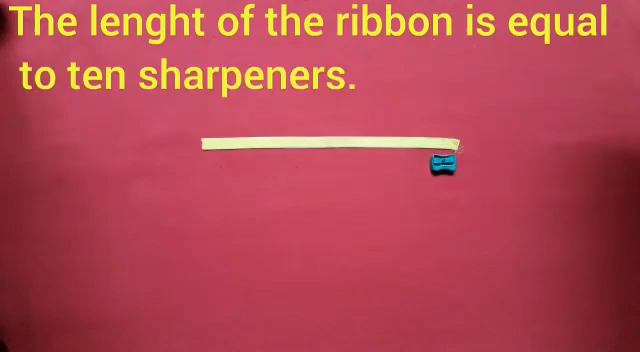 The lenght of the ribbon is equal
to ten sharpeners.